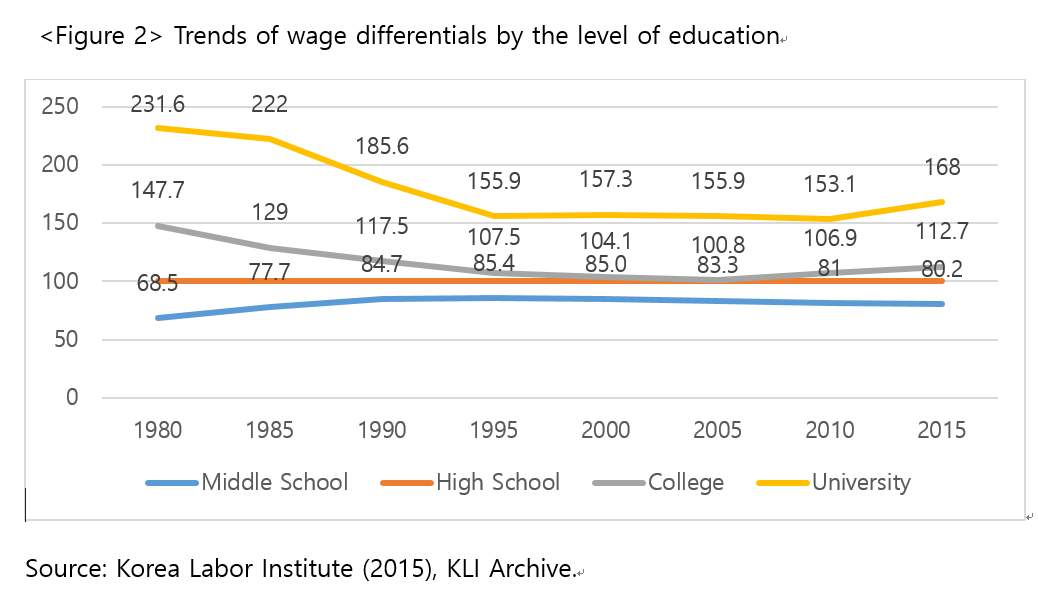 <Figure 2> Trends of wage differentials by the level of education
250
231.6 222
200
185.6
168
147.7
155.9 157.3 155.9 153.1
150
129
117.5
107.5 104.1 100.8 106.9 112.7
100
68.5 77.7 84.7 85.4 85.0 83.3 81 80.2
50
0
1980 1985 1990 1995 2000 2005 2010 2015
Middle School High School College University
Source: Korea Labor Institute (2015), KLI Archive.